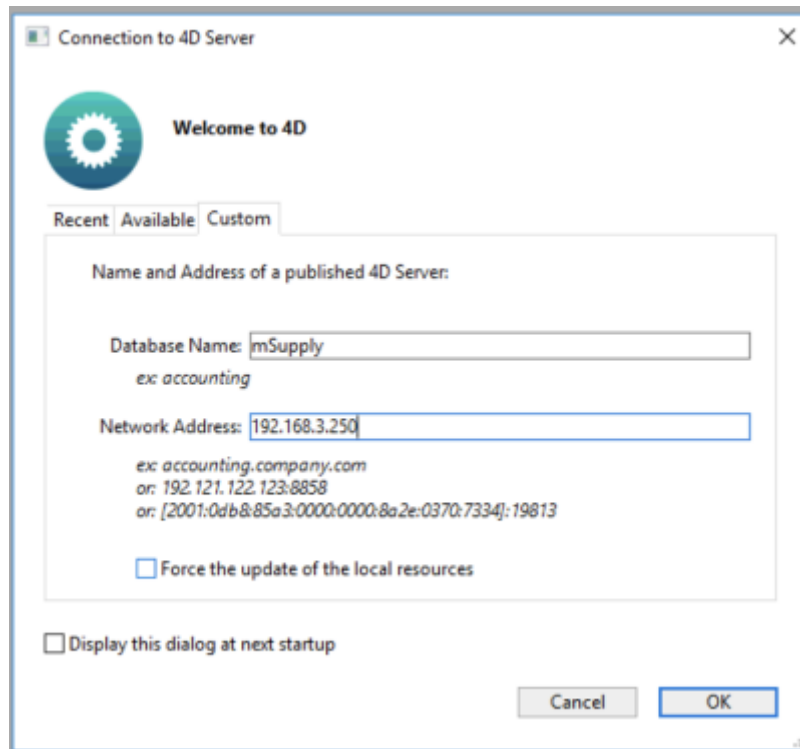 Connection to 4D Server
Welcome to 4D
Recent Available Custom
Name and Address of a published 4D Server:
Database Name: mSupply
ex: accounting
Network Address: 192.168.3.250
ex: accounting.company.com
or: 192.121.122.123:8858
or: [2001:0db8:85a3:0000:0000:8a2e:0370:7334]:19813
Force the update of the local resources
Display this dialog at next startup
Cancel OK